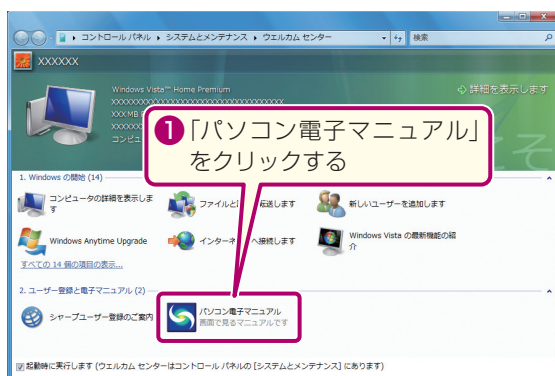 コントロール パネル ▸ システムとメンテナンス ▸ ウェルカム センター
検索
XXXXXX
Windows Vista™ Home Premium
詳細を表示します
XXXXXXXXXXXXXXXXXXXXXXXXXXXXXXXXX
XXX MB
XXXXXX
コンピュ
❶「パソコン電子マニュアル」
をクリックする
1. Windows の開始 (14)
コンピュータの詳細を表示しま
す
ファイルと
転送します
新しいユーザーを追加します
Windows Anytime Upgrade
インターネ
へ接続します
Windows Vista の最新機能の紹
介
すべての 14 個の項目の表示...
2. ユーザー登録と電子マニュアル (2)
シャープユーザー登録のご案内
パソコン電子マニュアル
画面で見るマニュアルです
起動時に実行します (ウェルカム センターはコントロール パネルの [システムとメンテナンス] にあります)